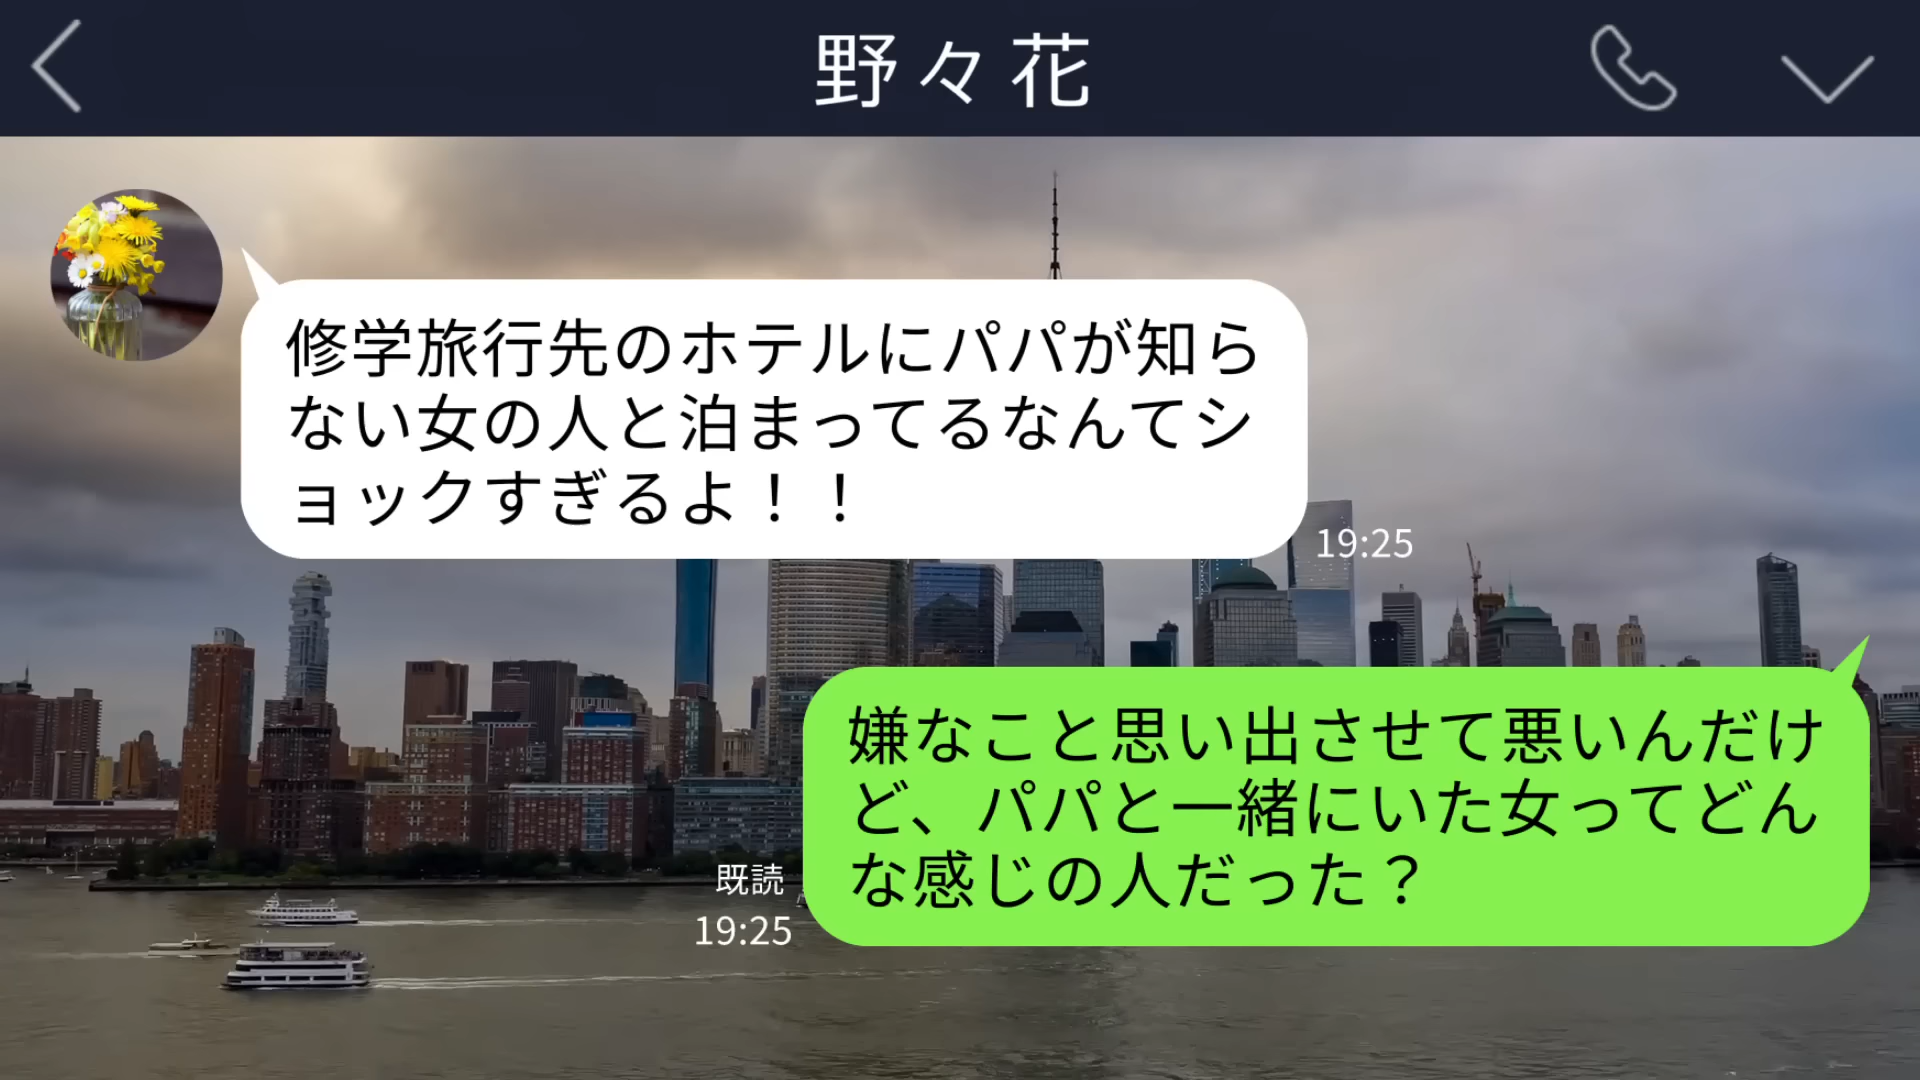 野々花
修学旅行先のホテルにパパが知ら
ない女の人と泊まってるなんてシ
ョックすぎるよ！！
19:25
嫌なこと思い出させて悪いんだけ
ど、パパと一緒にいた女ってどん
な感じの人だった？
既読
19:25